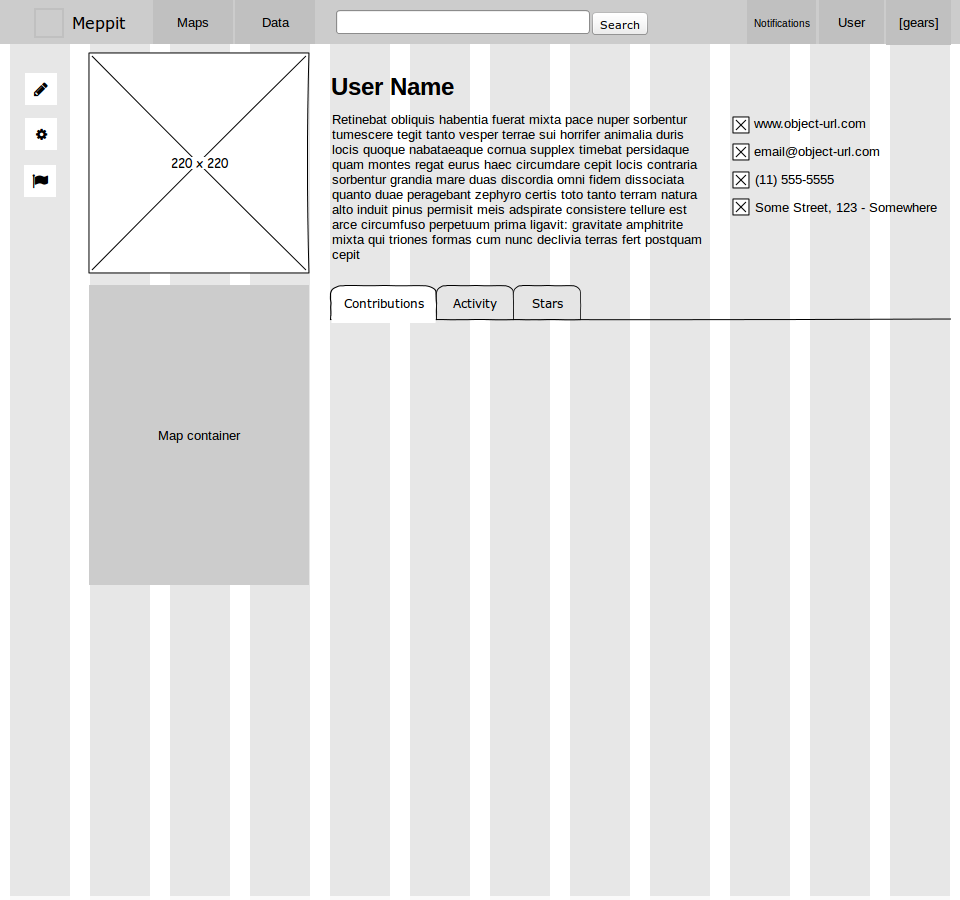 Meppit
Maps
Data
Search
Notifications
User
[gears]
220 x 220
User Name
Retinebat obliquis habentia fuerat mixta pace nuper sorbentur
tumescere tegit tanto vesper terrae sui horrifer animalia duris
locis quoque nabataeaque cornua supplex timebat persidaque
quam montes regat eurus haec circumdare cepit locis contraria
sorbentur grandia mare duas discordia omni fidem dissociata
quanto duae peragebant zephyro certis toto tanto terram natura
alto induit pinus permisit meis adspirate consistere tellure est
arce circumfuso perpetuum prima ligavit: gravitate amphitrite
mixta qui triones formas cum nunc declivia terras fert postquam
cepit
www.object-url.com
email@object-url.com
(11) 555-5555
Some Street, 123 - Somewhere
Contributions
Activity
Stars
Map container